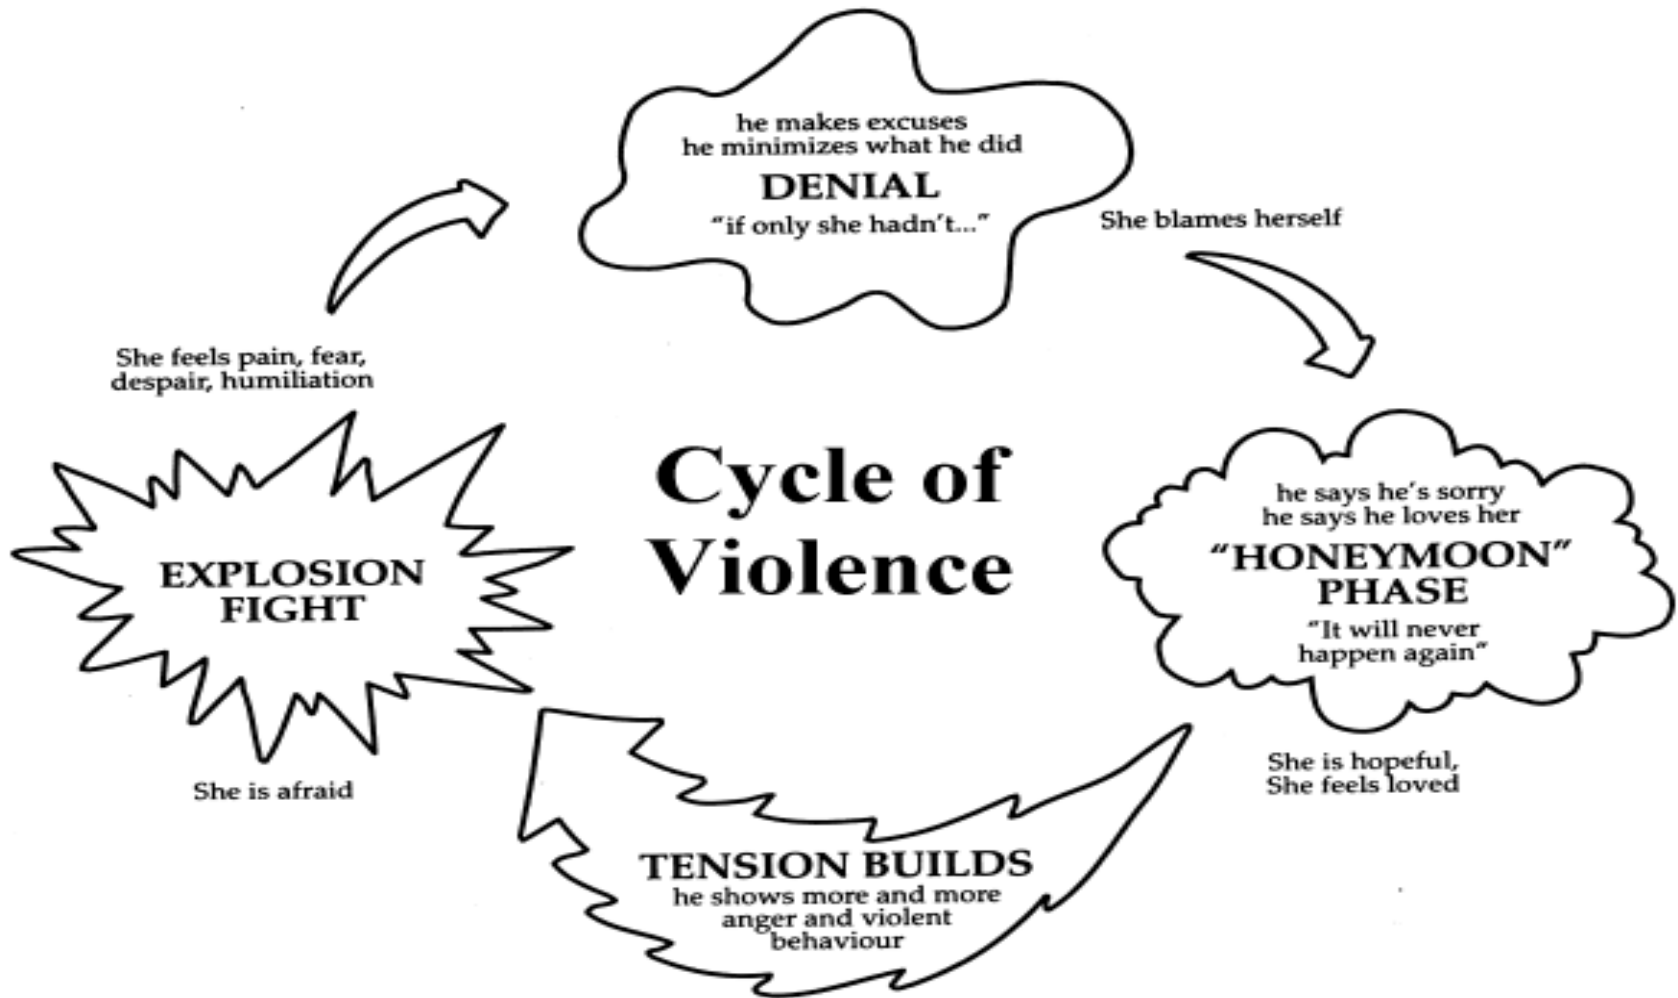 he makes excuses
he minimizes what he did
DENIAL
"if only she hadn't..."
She blames herself
She feels pain, fear,
despair, humiliation
Cycle of
Violence
EXPLOSION
FIGHT
he says he's sorry
he says he loves her
"HONEYMOON"
PHASE
"It will never
happen again"
She is afraid
She is hopeful,
She feels loved
TENSION BUILDS
he shows more and more
anger and violent
behaviour